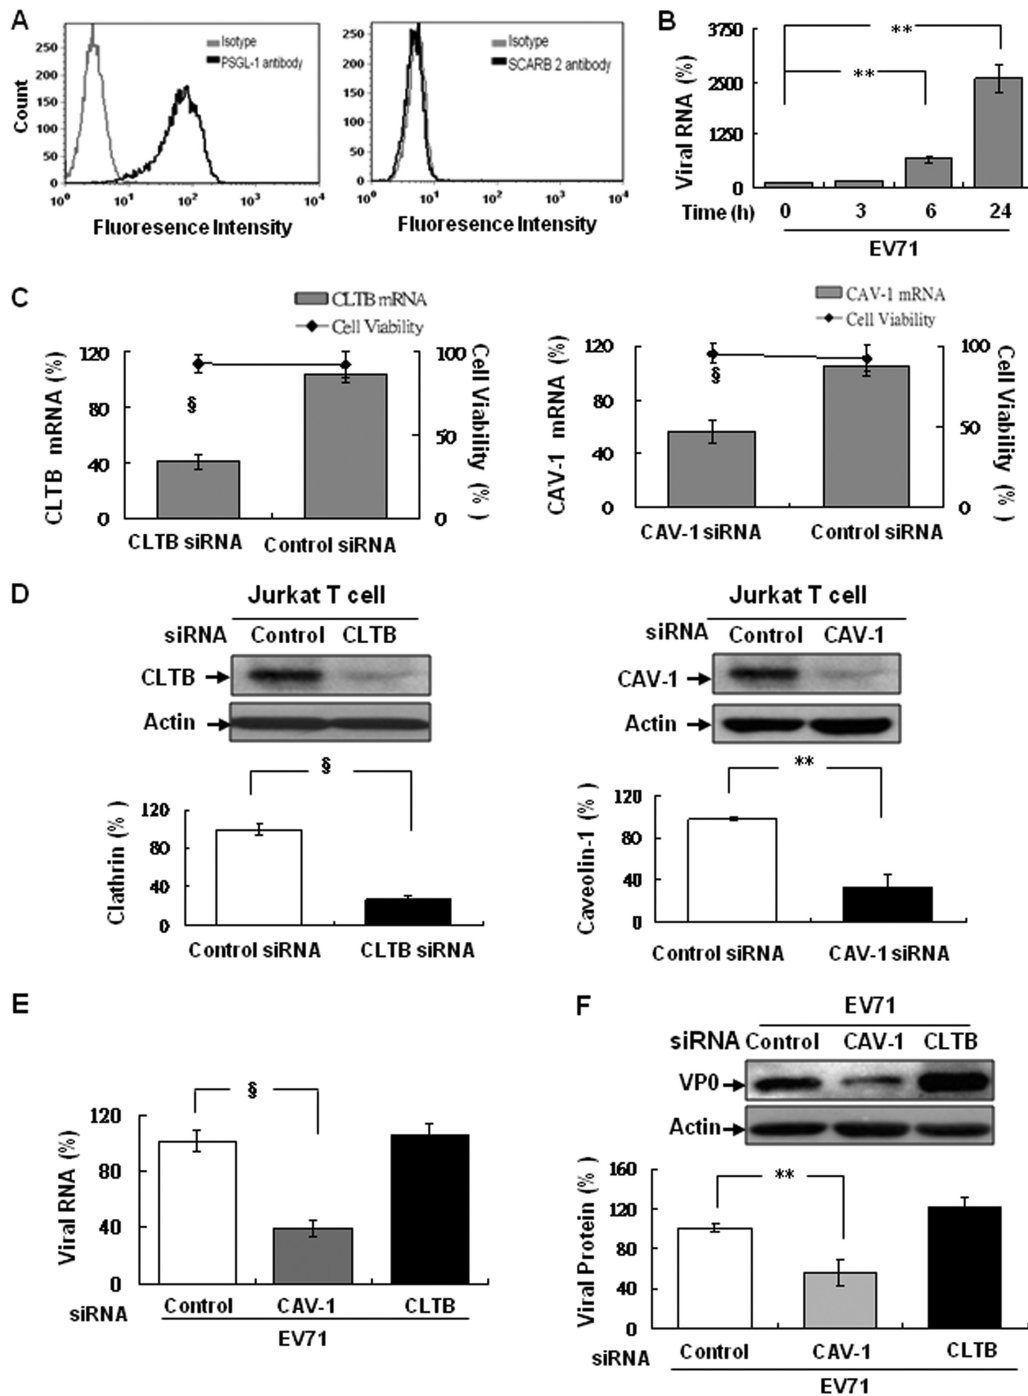 A
Isotype
PSGL-1 antibody
Isotype
SCARB 2 antibody
Count
250
200
150
100
50
0
10⁰ 10¹ 10² 10³ 10⁴
Fluoresence Intensity
250
200
150
100
50
0
10⁰ 10¹ 10² 10³ 10⁴
Fluoresence Intensity
B
Viral RNA (%)
3750
2500
1250
0
**
**
Time (h) 0 3 6 24
EV71
C
CLTB mRNA
Cell Viability
CLTB mRNA (%)
120
80
40
0
§
100
50
0
Cell Viability (%)
CLTB siRNA Control siRNA
CAV-1 mRNA
Cell Viability
CAV-1 mRNA (%)
120
80
40
0
§
100
50
0
Cell Viability (%)
CAV-1 siRNA Control siRNA
D
Jurkat T cell
siRNA Control CLTB
CLTB
Actin
§
Clathrin (%)
120
80
40
0
Control siRNA CLTB siRNA
Jurkat T cell
siRNA Control CAV-1
CAV-1
Actin
**
Caveolin-1 (%)
120
80
40
0
Control siRNA CAV-1 siRNA
E
§
Viral RNA (%)
120
80
40
0
siRNA Control CAV-1 CLTB
EV71
F
EV71
siRNA Control CAV-1 CLTB
VP0
Actin
**
Viral Protein (%)
160
120
80
40
0
siRNA Control CAV-1 CLTB
EV71